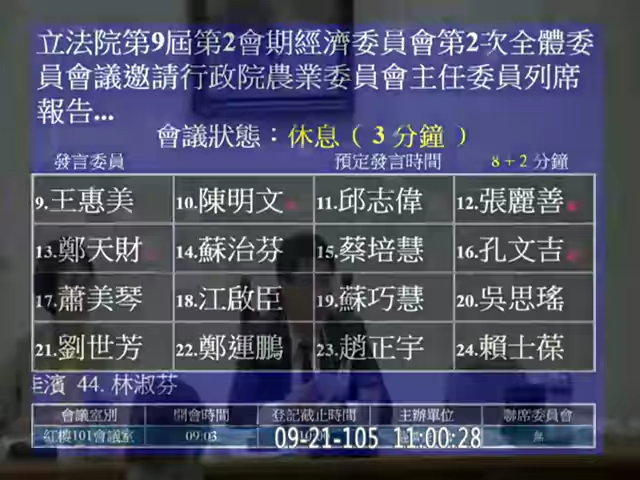 立法院第9屆第2會期經濟委員會第2次全體委
員會議邀請行政院農業委員會主任委員列席
報告...
會議狀態：休息（3 分鐘）
發言委員 預定發言時間 8+2 分鐘
9.王惠美 10.陳明文 11.邱志偉 12.張麗善
13.鄭天財 14.蘇治芬 15.蔡培慧 16.孔文吉
17.蕭美琴 18.江啟臣 19.蘇巧慧 20.吳思瑤
21.劉世芳 22.鄭運鵬 23.趙正宇 24.賴士葆
濱 44. 林淑芬
會議室別 開會時間 登記截止時間 主辦單位 聯席委員會
紅樓101會議室 09:03 無
09-21-105 11:00:28